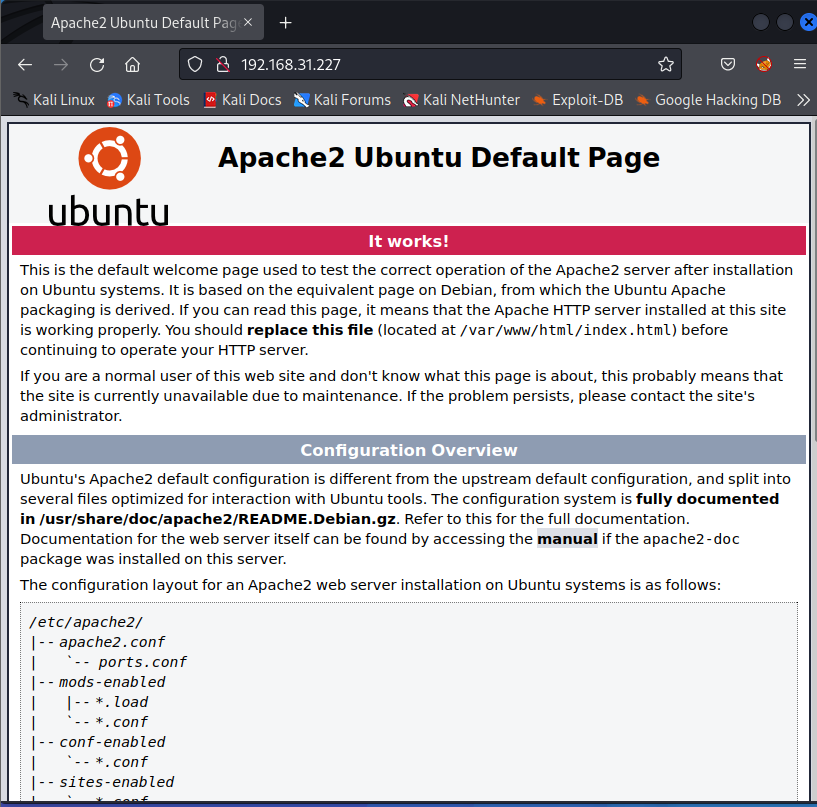 Apache2 Ubuntu Default Pag
192.168.31.227
Kali Linux Kali Tools Kali Docs Kali Forums Kali NetHunter Exploit-DB Google Hacking DB
ubuntu
Apache2 Ubuntu Default Page
It works!
This is the default welcome page used to test the correct operation of the Apache2 server after installation
on Ubuntu systems. It is based on the equivalent page on Debian, from which the Ubuntu Apache
packaging is derived. If you can read this page, it means that the Apache HTTP server installed at this site
is working properly. You should replace this file (located at /var/www/html/index.html) before
continuing to operate your HTTP server.
If you are a normal user of this web site and don't know what this page is about, this probably means that
the site is currently unavailable due to maintenance. If the problem persists, please contact the site's
administrator.
Configuration Overview
Ubuntu's Apache2 default configuration is different from the upstream default configuration, and split into
several files optimized for interaction with Ubuntu tools. The configuration system is fully documented
in /usr/share/doc/apache2/README.Debian.gz. Refer to this for the full documentation.
Documentation for the web server itself can be found by accessing the manual if the apache2-doc
package was installed on this server.
The configuration layout for an Apache2 web server installation on Ubuntu systems is as follows:
/etc/apache2/
|-- apache2.conf
|   `-- ports.conf
|-- mods-enabled
|   |-- *.load
|   `-- *.conf
|-- conf-enabled
|   `-- *.conf
|-- sites-enabled
|   `-- *.conf